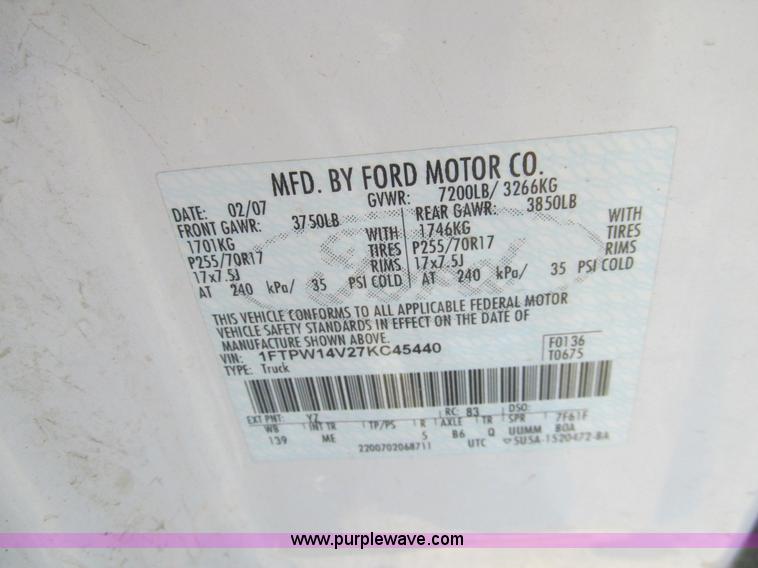 MFD. BY FORD MOTOR CO.
DATE: 02/07 GVWR: 7200LB/ 3266KG
FRONT GAWR: 3750LB REAR GAWR: 3850LB
1701KG WITH 1746KG WITH
P255/70R17 TIRES P255/70R17 TIRES
17x7.5J RIMS 17x7.5J RIMS
AT 240 kPa/ 35 PSI COLD AT 240 kPa/ 35 PSI COLD
Ford
THIS VEHICLE CONFORMS TO ALL APPLICABLE FEDERAL MOTOR
VEHICLE SAFETY STANDARDS IN EFFECT ON THE DATE OF
MANUFACTURE SHOWN ABOVE.
VIN: 1FTPW14V27KC45440 F0136
TYPE: Truck T0675
EXT PNT: YZ RC: 83 DSO:
WB INT TR TP/PS R AXLE TR SPR 7F61F
139 ME 5 B6 Q UUMM BOA
2200702068711 UTC 5U5A-1520472-BA
www.purplewave.com